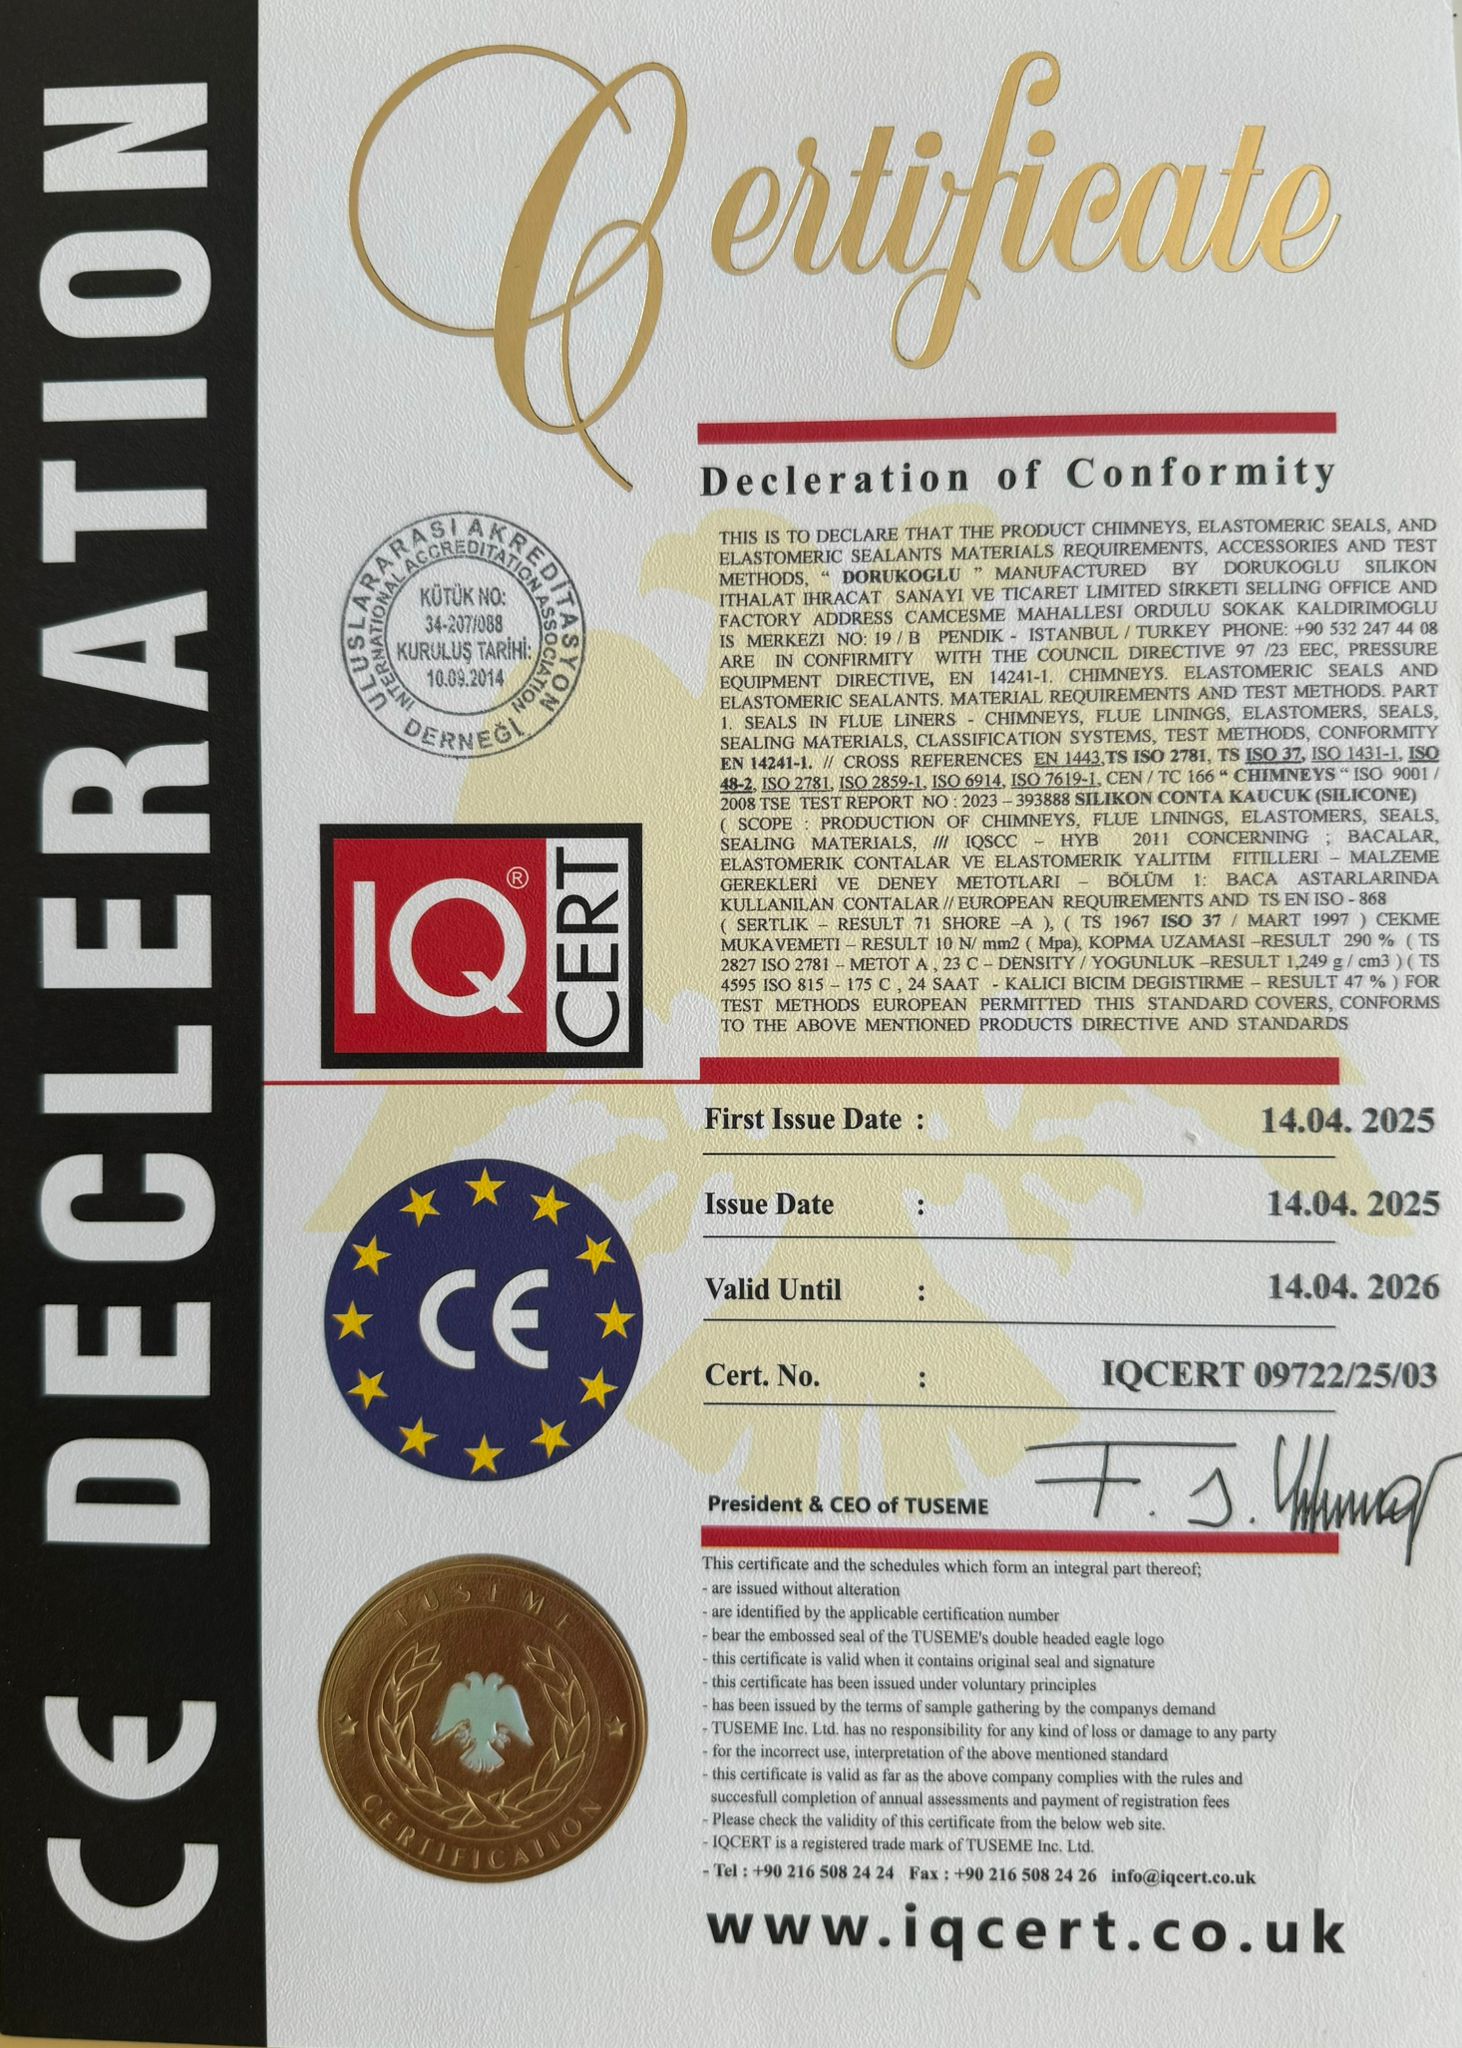 CE DECLERATION
Certificate
Decleration of Conformity
THIS IS TO DECLARE THAT THE PRODUCT CHIMNEYS, ELASTOMERIC SEALS, AND
ELASTOMERIC SEALANTS MATERIALS REQUIREMENTS, ACCESSORIES AND TEST
METHODS, “ DORUKOGLU ” MANUFACTURED BY DORUKOGLU SILIKON
ITHALAT IHRACAT SANAYI VE TICARET LIMITED SİRKETI SELLING OFFICE AND
FACTORY ADDRESS CAMCESME MAHALLESI ORDULU SOKAK KALDIRIMOGLU
IS MERKEZI NO: 19 / B PENDIK - ISTANBUL / TURKEY PHONE: +90 532 247 44 08
ARE IN CONFIRMITY WITH THE COUNCIL DIRECTIVE 97 /23 EEC, PRESSURE
EQUIPMENT DIRECTIVE, EN 14241-1. CHIMNEYS. ELASTOMERIC SEALS AND
ELASTOMERIC SEALANTS. MATERIAL REQUIREMENTS AND TEST METHODS. PART
1. SEALS IN FLUE LINERS - CHIMNEYS, FLUE LININGS, ELASTOMERS, SEALS,
SEALING MATERIALS, CLASSIFICATION SYSTEMS, TEST METHODS, CONFORMITY
EN 14241-1. // CROSS REFERENCES EN 1443,TS ISO 2781, TS ISO 37, ISO 1431-1, ISO
48-2, ISO 2781, ISO 2859-1, ISO 6914, ISO 7619-1, CEN / TC 166 “ CHIMNEYS “ ISO 9001 /
2008 TSE TEST REPORT NO : 2023 – 393888 SILIKON CONTA KAUCUK (SILICONE)
( SCOPE : PRODUCTION OF CHIMNEYS, FLUE LININGS, ELASTOMERS, SEALS,
SEALING MATERIALS, /// IQSCC – HYB 2011 CONCERNING ; BACALAR,
ELASTOMERIK CONTALAR VE ELASTOMERIK YALITIM FITILLERI – MALZEME
GEREKLERİ VE DENEY METOTLARI – BÖLÜM 1: BACA ASTARLARINDA
KULLANILAN CONTALAR // EUROPEAN REQUIREMENTS AND TS EN ISO - 868
( SERTLIK – RESULT 71 SHORE –A ), ( TS 1967 ISO 37 / MART 1997 ) CEKME
MUKAVEMETI – RESULT 10 N/ mm2 ( Mpa), KOPMA UZAMASI –RESULT 290 % ( TS
2827 ISO 2781 – METOT A , 23 C – DENSITY / YOGUNLUK –RESULT 1,249 g / cm3 ) ( TS
4595 ISO 815 – 175 C , 24 SAAT - KALICI BICIM DEGISTIRME – RESULT 47 % ) FOR
TEST METHODS EUROPEAN PERMITTED THIS STANDARD COVERS, CONFORMS
TO THE ABOVE MENTIONED PRODUCTS DIRECTIVE AND STANDARDS
ULUSLARARASI AKREDİTASYON DERNEĞİ
INTERNATIONAL ACCREDITATION ASSOCIATION
KÜTÜK NO:
34-207/088
KURULUŞ TARİHİ:
10.09.2014
IQ®
CERT
First Issue Date : 14.04. 2025
Issue Date : 14.04. 2025
Valid Until : 14.04. 2026
Cert. No. : IQCERT 09722/25/03
CE
President & CEO of TUSEME
This certificate and the schedules which form an integral part thereof;
- are issued without alteration
- are identified by the applicable certification number
- bear the embossed seal of the TUSEME's double headed eagle logo
- this certificate is valid when it contains original seal and signature
- this certificate has been issued under voluntary principles
- has been issued by the terms of sample gathering by the companys demand
- TUSEME Inc. Ltd. has no responsibility for any kind of loss or damage to any party
- for the incorrect use, interpretation of the above mentioned standard
- this certificate is valid as far as the above company complies with the rules and
succesfull completion of annual assessments and payment of registration fees
- Please check the validity of this certificate from the below web site.
- IQCERT is a registered trade mark of TUSEME Inc. Ltd.
- Tel : +90 216 508 24 24 Fax : +90 216 508 24 26 info@iqcert.co.uk
www.iqcert.co.uk
TUSEME
CERTIFICATION